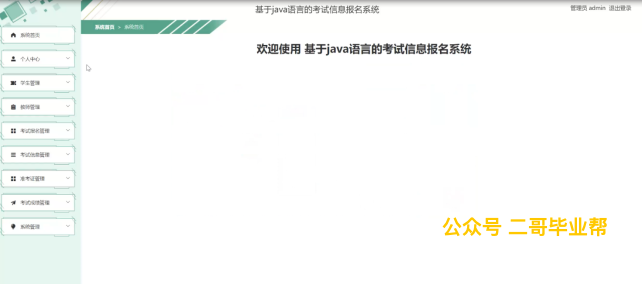 基于java语言的考试信息报名系统
管理员 admin 退出登录
系统首页
系统首页 > 系统首页
个人中心
欢迎使用 基于java语言的考试信息报名系统
学生管理
教师管理
考试报名管理
考试信息管理
准考证管理
考试成绩管理
系统管理
公众号 二哥毕业帮